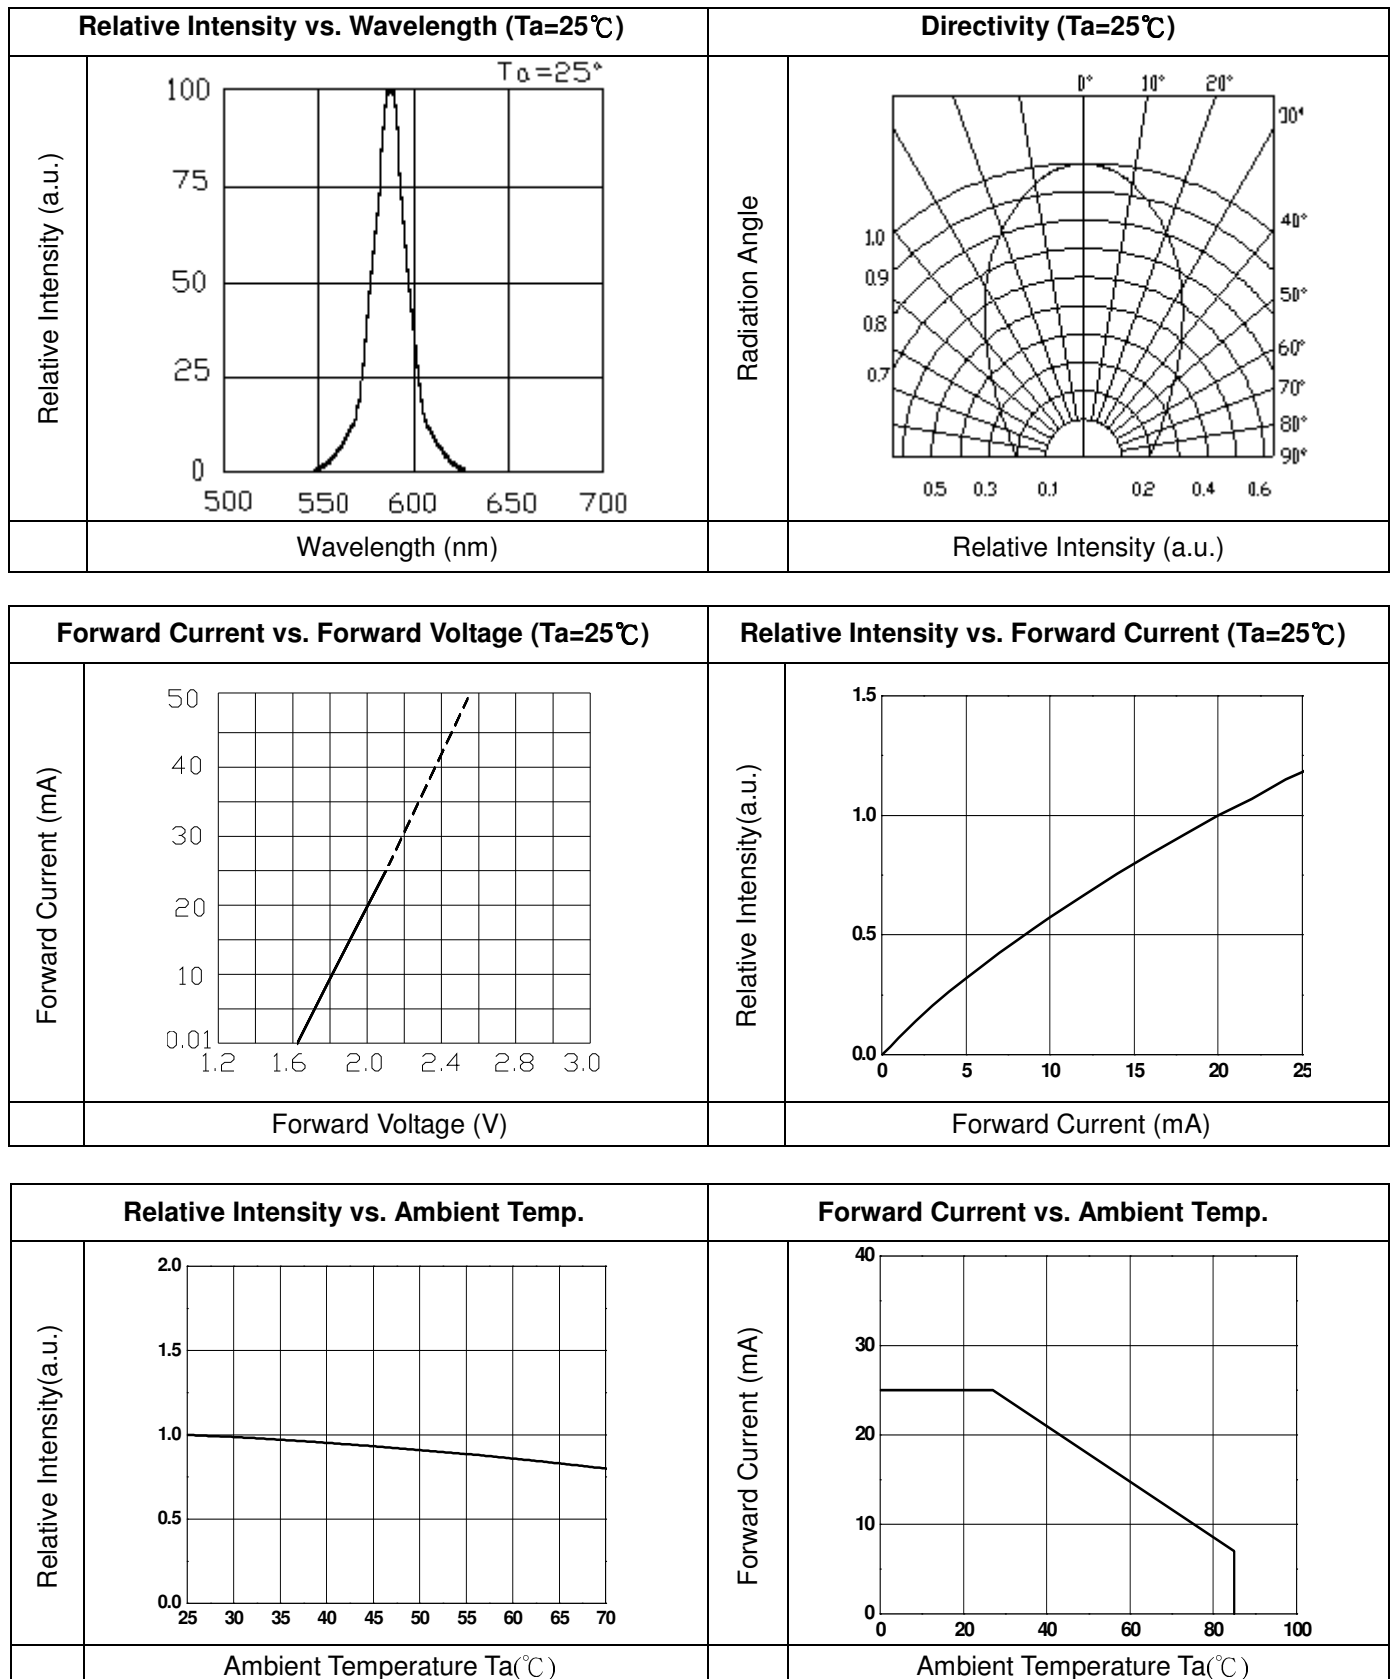 Relative Intensity vs. Wavelength (Ta=25℃)
Directivity (Ta=25℃)
Relative Intensity (a.u.)
Ta=25°
100
75
50
25
0
500 550 600 650 700
Wavelength (nm)
Radiation Angle
0° 10° 20°
30°
40°
50°
60°
70°
80°
90°
1.0
0.9
0.8
0.7
0.5 0.3 0.1 0.2 0.4 0.6
Relative Intensity (a.u.)
Forward Current vs. Forward Voltage (Ta=25℃)
Relative Intensity vs. Forward Current (Ta=25℃)
Forward Current (mA)
50
40
30
20
10
0.01
1.2 1.6 2.0 2.4 2.8 3.0
Forward Voltage (V)
Relative Intensity(a.u.)
1.5
1.0
0.5
0.0
0 5 10 15 20 25
Forward Current (mA)
Relative Intensity vs. Ambient Temp.
Forward Current vs. Ambient Temp.
Relative Intensity(a.u.)
2.0
1.5
1.0
0.5
0.0
25 30 35 40 45 50 55 60 65 70
Ambient Temperature Ta(℃)
Forward Current (mA)
40
30
20
10
0
0 20 40 60 80 100
Ambient Temperature Ta(℃)